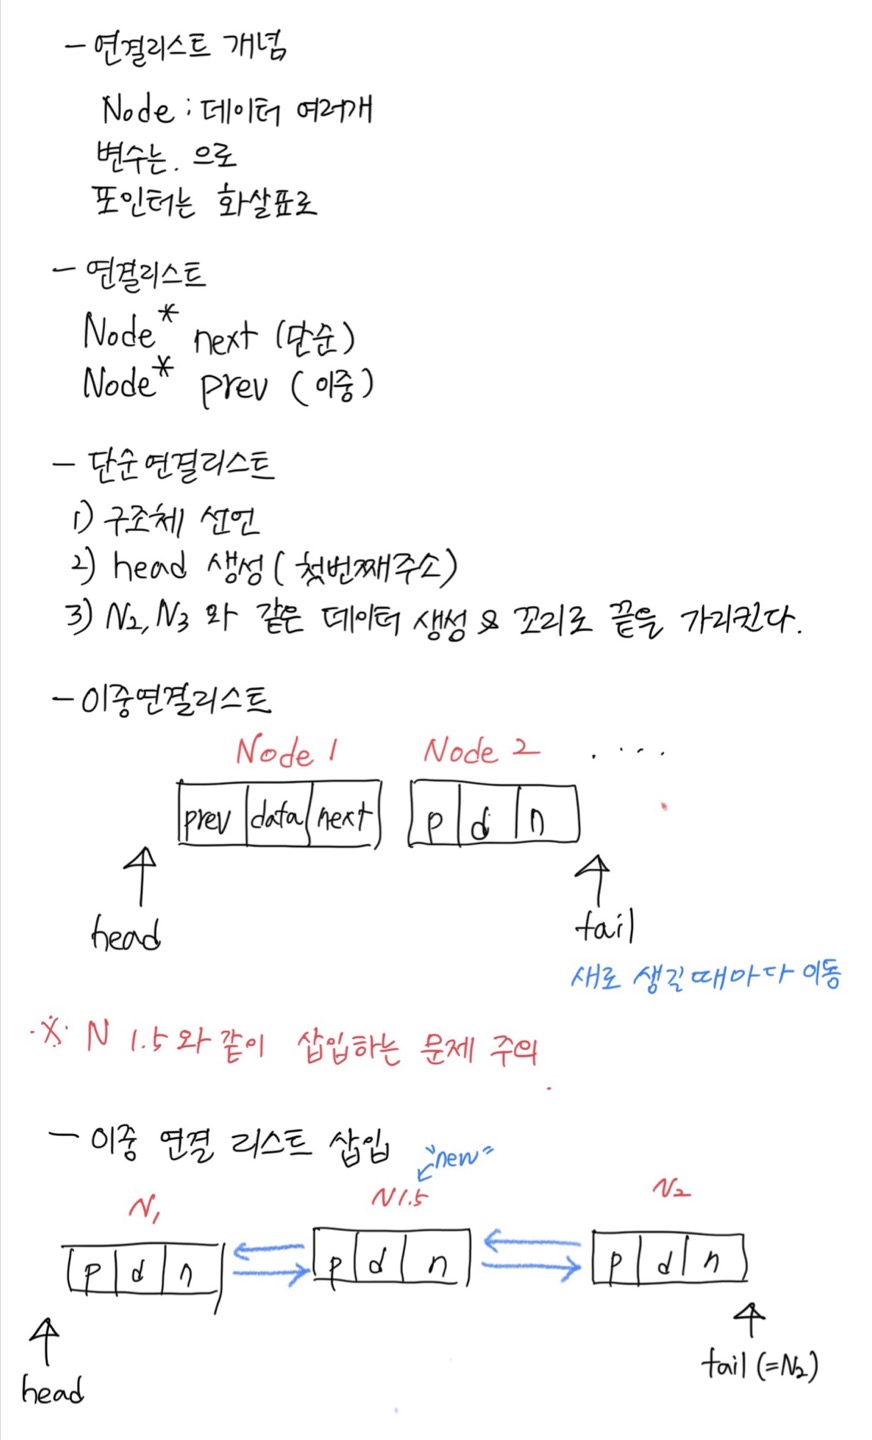 - 연결리스트 개념
Node : 데이터 여러개
변수는 . 으로
포인터는 화살표로
- 연결리스트
Node* next (단순)
Node* prev (이중)
- 단순연결리스트
1) 구조체 선언
2) head 생성 (첫번째주소)
3) N2, N3 와 같은 데이터 생성 & 꼬리로 끝을 가리킨다.
- 이중연결리스트
Node 1 Node 2 . . . .
prev data next p d n
head tail
새로 생길때마다 이동
※ N 1.5와 같이 삽입하는 문제 주의
- 이중 연결 리스트 삽입
"new"
N1 N1.5 N2
p d n p d n p d n
head tail (=N2)